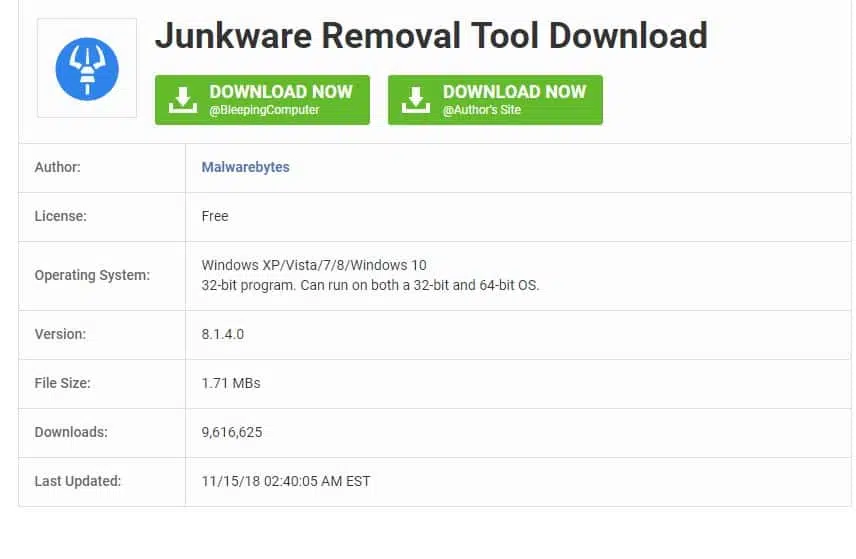 Junkware Removal Tool Download
DOWNLOAD NOW
@BleepingComputer
DOWNLOAD NOW
@Author's Site
Author:
Malwarebytes
License:
Free
Operating System:
Windows XP/Vista/7/8/Windows 10
32-bit program. Can run on both a 32-bit and 64-bit OS.
Version:
8.1.4.0
File Size:
1.71 MBs
Downloads:
9,616,625
Last Updated:
11/15/18 02:40:05 AM EST